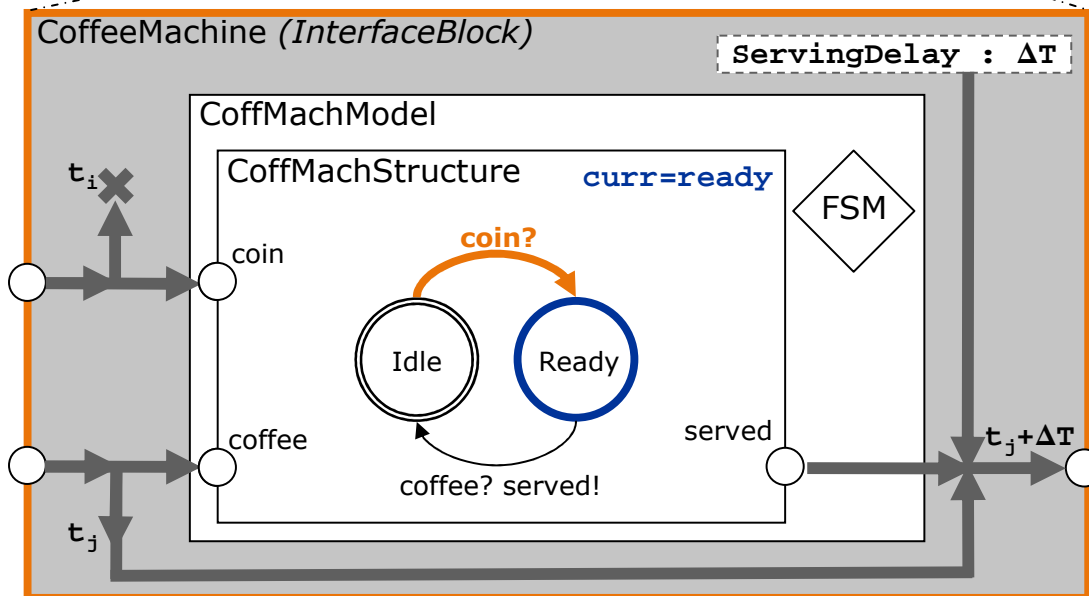 CoffeeMachine (InterfaceBlock)
ServingDelay : ΔT
CoffMachModel
CoffMachStructure
curr=ready
FSM
tᵢ
coin?
coin
Idle
Ready
coffee
served
tⱼ+ΔT
coffee? served!
tⱼ